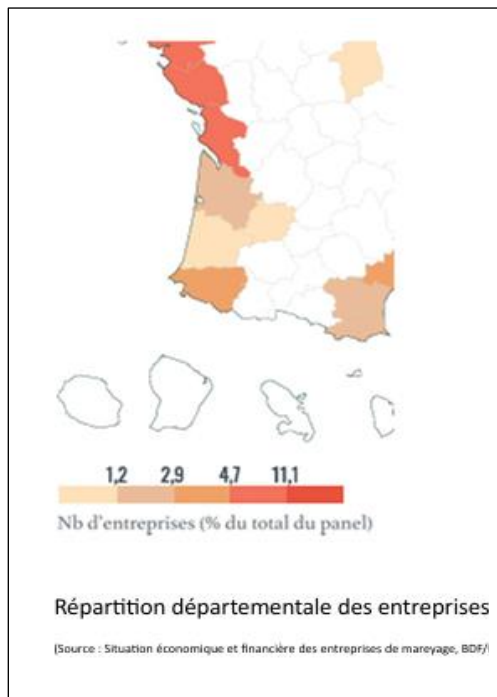 1,2 2,9 4,7 11,1
Nb d'entreprises (% du total du panel)
Répartition départementale des entreprises
(Source : Situation économique et financière des entreprises de mareyage, BDF/